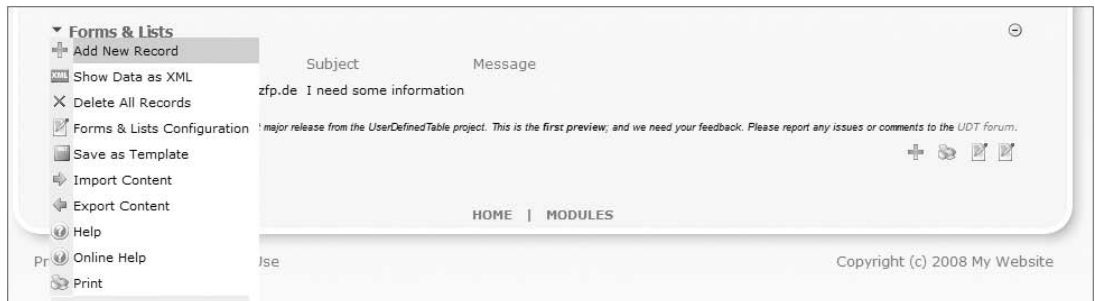 Forms & Lists
Add New Record
Subject Message
XML Show Data as XML
zfp.de I need some information
Delete All Records
Forms & Lists Configuration major release from the UserDefinedTable project. This is the first preview; and we need your feedback. Please report any issues or comments to the UDT forum.
Save as Template
Import Content
Export Content
HOME | MODULES
Help
Pr Online Help Use Copyright (c) 2008 My Website
Print